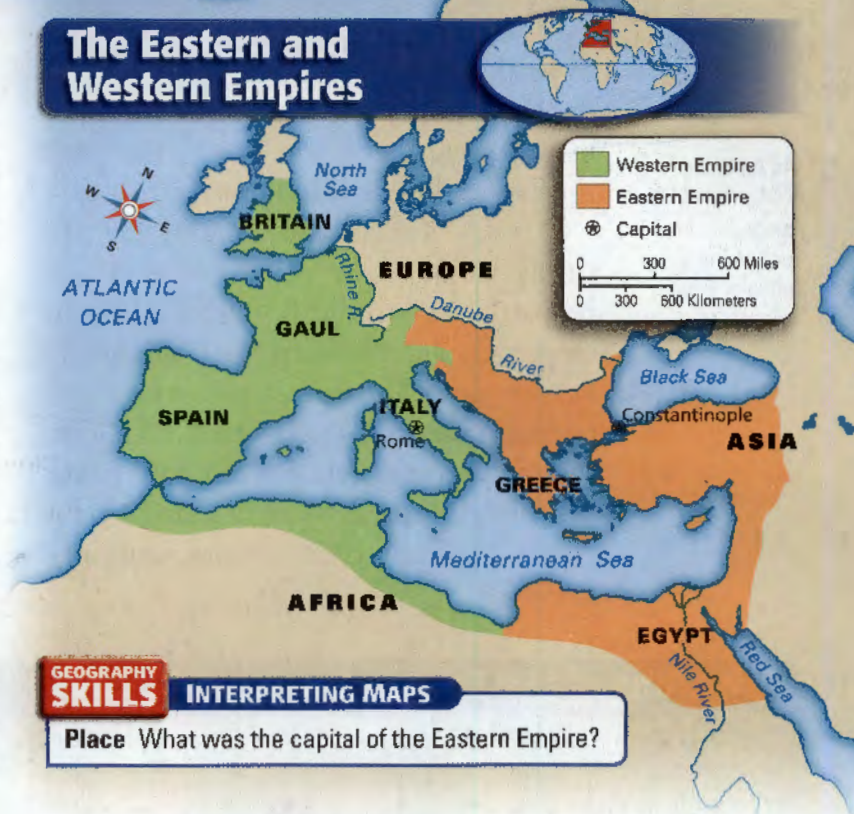 The Eastern and
Western Empires
Western Empire
Eastern Empire
Capital
0 300 600 Miles
0 300 600 Kilometers
N
W
E
S
North
Sea
BRITAIN
ATLANTIC
OCEAN
EUROPE
Rhine R.
Danube
River
GAUL
Black Sea
SPAIN
ITALY
Rome
Constantinople
ASIA
GREECE
Mediterranean Sea
AFRICA
EGYPT
Nile River
Red Sea
GEOGRAPHY
SKILLS
INTERPRETING MAPS
Place What was the capital of the Eastern Empire?